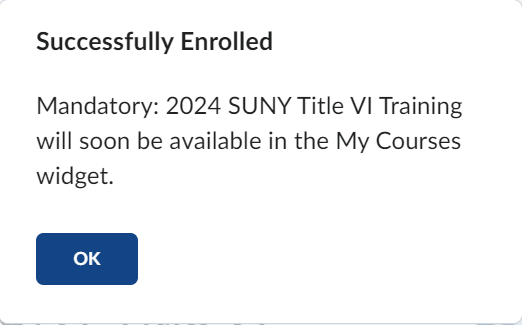 Successfully Enrolled
Mandatory: 2024 SUNY Title VI Training
will soon be available in the My Courses
widget.
OK